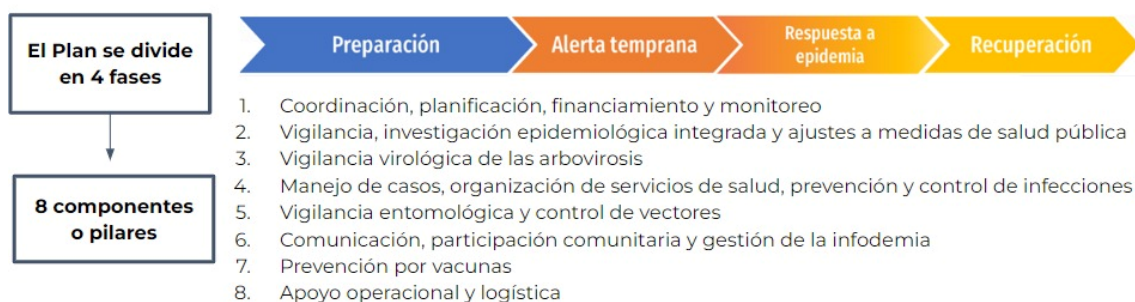 El Plan se divide
en 4 fases
Preparación
Alerta temprana
Respuesta a
epidemia
Recuperación
8 componentes
o pilares
1. Coordinación, planificación, financiamiento y monitoreo
2. Vigilancia, investigación epidemiológica integrada y ajustes a medidas de salud pública
3. Vigilancia virológica de las arbovirosis
4. Manejo de casos, organización de servicios de salud, prevención y control de infecciones
5. Vigilancia entomológica y control de vectores
6. Comunicación, participación comunitaria y gestión de la infodemia
7. Prevención por vacunas
8. Apoyo operacional y logística